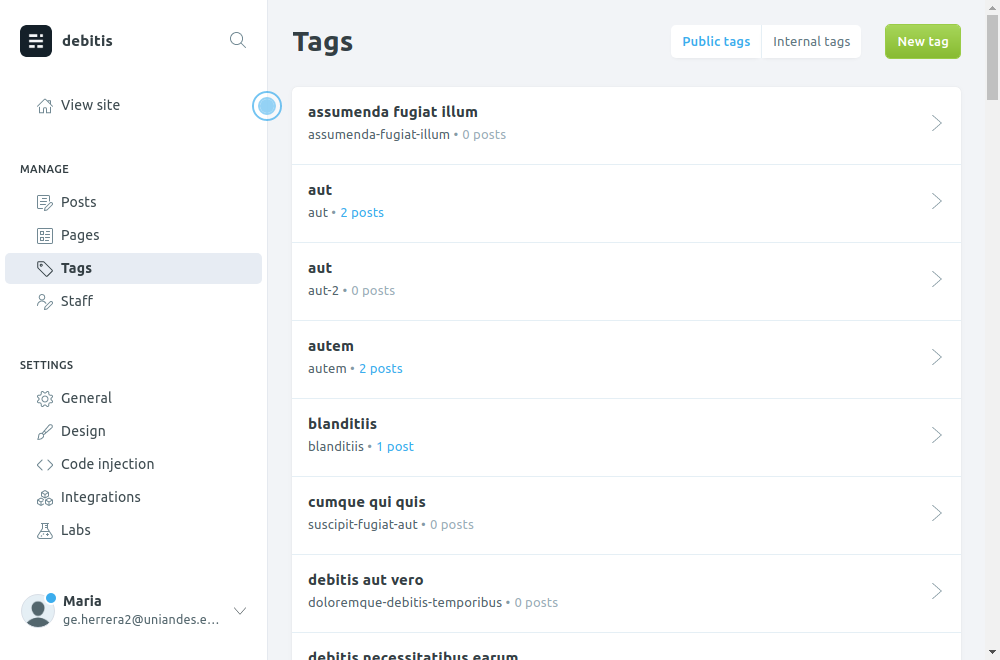 debitis
View site
MANAGE
Posts
Pages
Tags
Staff
SETTINGS
General
Design
Code injection
Integrations
Labs
Maria
ge.herrera2@uniandes.e...
Tags
Public tags
Internal tags
New tag
assumenda fugiat illum
assumenda-fugiat-illum • 0 posts
aut
aut • 2 posts
aut
aut-2 • 0 posts
autem
autem • 2 posts
blanditiis
blanditiis • 1 post
cumque qui quis
suscipit-fugiat-aut • 0 posts
debitis aut vero
doloremque-debitis-temporibus • 0 posts
debitis necessitatibus earum